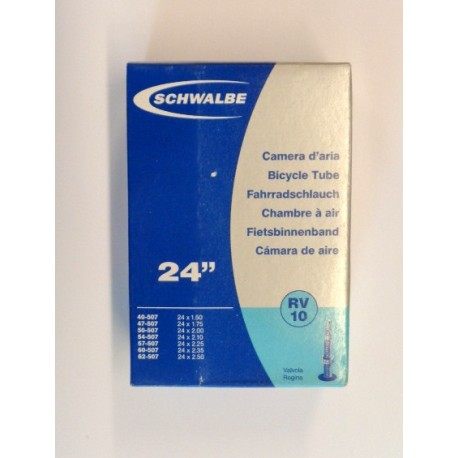 SCHWALBE
Camera d'aria
Bicycle Tube
Fahrradschlauch
Chambre à air
Fietsbinnenband
Cámara de aire
24”
RV
10
46-507 24 x 1.50
47-507 24 x 1.75
50-507 24 x 2.00
54-507 24 x 2.10
57-507 24 x 2.25
60-507 24 x 2.35
62-507 24 x 2.50
Valvola
Regina